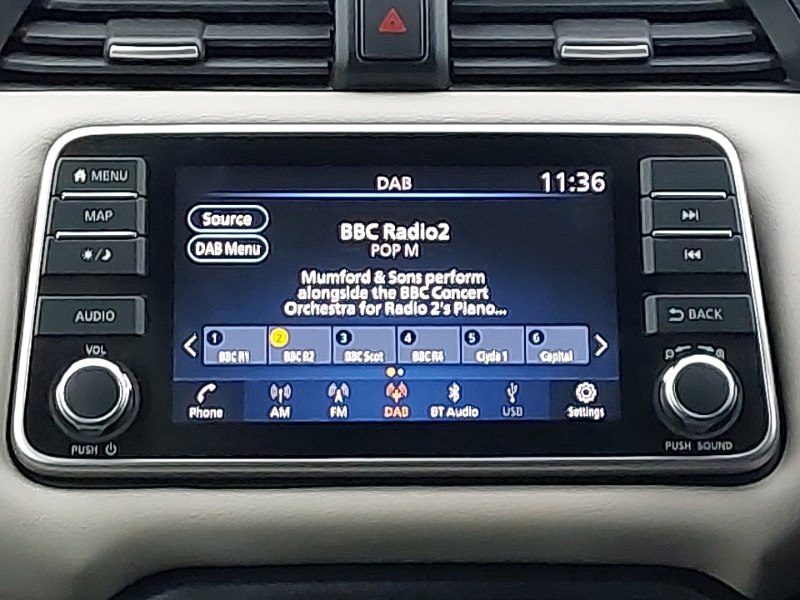 MENU
MAP
AUDIO
VOL
PUSH
DAB
11:36
Source
DAB Menu
BBC Radio2
POP M
Mumford & Sons perform
alongside the BBC Concert
Orchestra for Radio 2's Piano...
1 2 3 4 5 6
BBC R1 BBC R2 BBC Scot BBC R4 Clyde 1 Capital
Phone AM FM DAB BT Audio USB Settings
BACK
PUSH SOUND